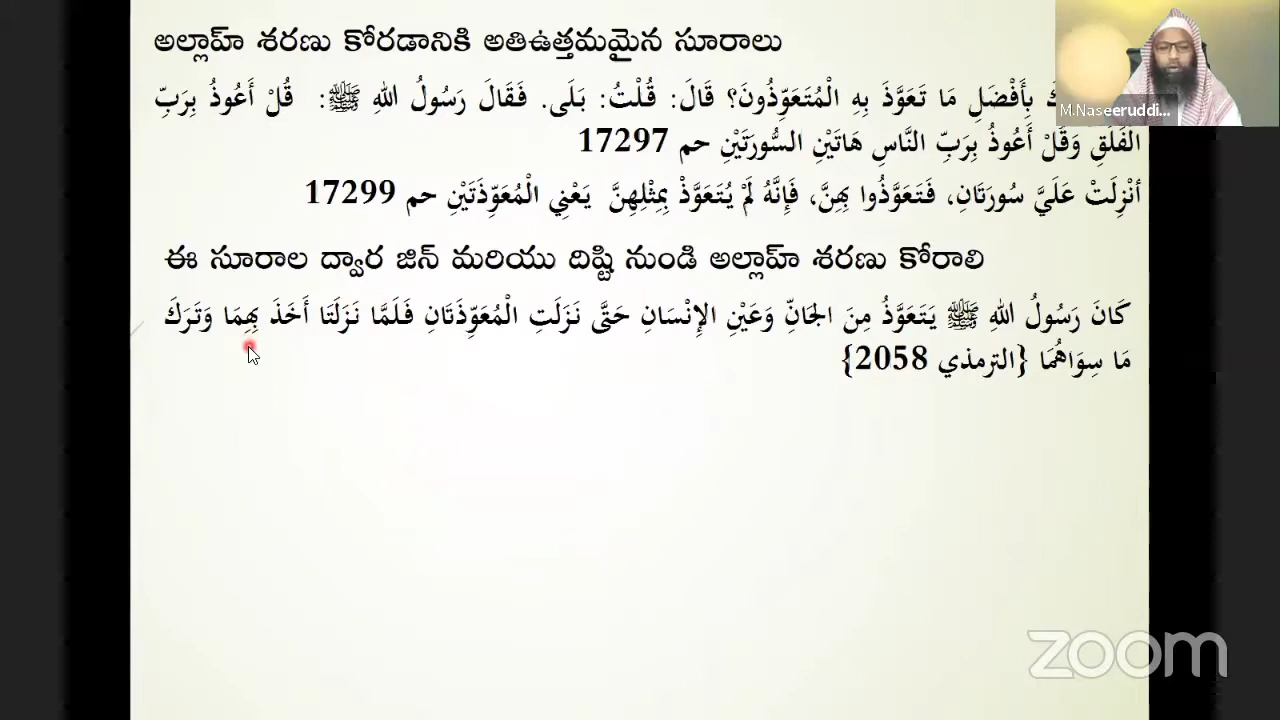 అల్లాహ్ శరణు కోరడానికి అతిఉత్తమమైన సూరాలు
M.Naseeruddi...
بِأَفْضَلِ مَا تَعَوَّذَ بِهِ الْمُتَعَوِّذُونَ؟ قَالَ: قُلْتُ: بَلَى. فَقَالَ رَسُولُ اللهِ ﷺ: قُلْ أَعُوذُ بِرَبِّ
الفَلَقِ وَقُلْ أَعُوذُ بِرَبِّ النَّاسِ هَاتَيْنِ السُّورَتَيْنِ حم 17297
أنْزِلَتْ عَلَيَّ سُورَتَانِ، فَتَعَوَّذُوا بِهِنَّ، فَإِنَّهُ لَمْ يُتَعَوَّذْ بِمِثْلِهِنَّ يَعْنِي الْمُعَوِّذَتَيْنِ حم 17299
ఈ సూరాల ద్వార జిన్ మరియు దిష్టి నుండి అల్లాహ్ శరణు కోరాలి
كَانَ رَسُولُ اللهِ ﷺ يَتَعَوَّذُ مِنَ الجَانِّ وَعَيْنِ الإِنْسَانِ حَتَّى نَزَلَتِ الْمُعَوِّذَتَانِ فَلَمَّا نَزَلَتَا أَخَذَ بِهِمَا وَتَرَكَ
مَا سِوَاهُمَا {الترمذي 2058}
zoom